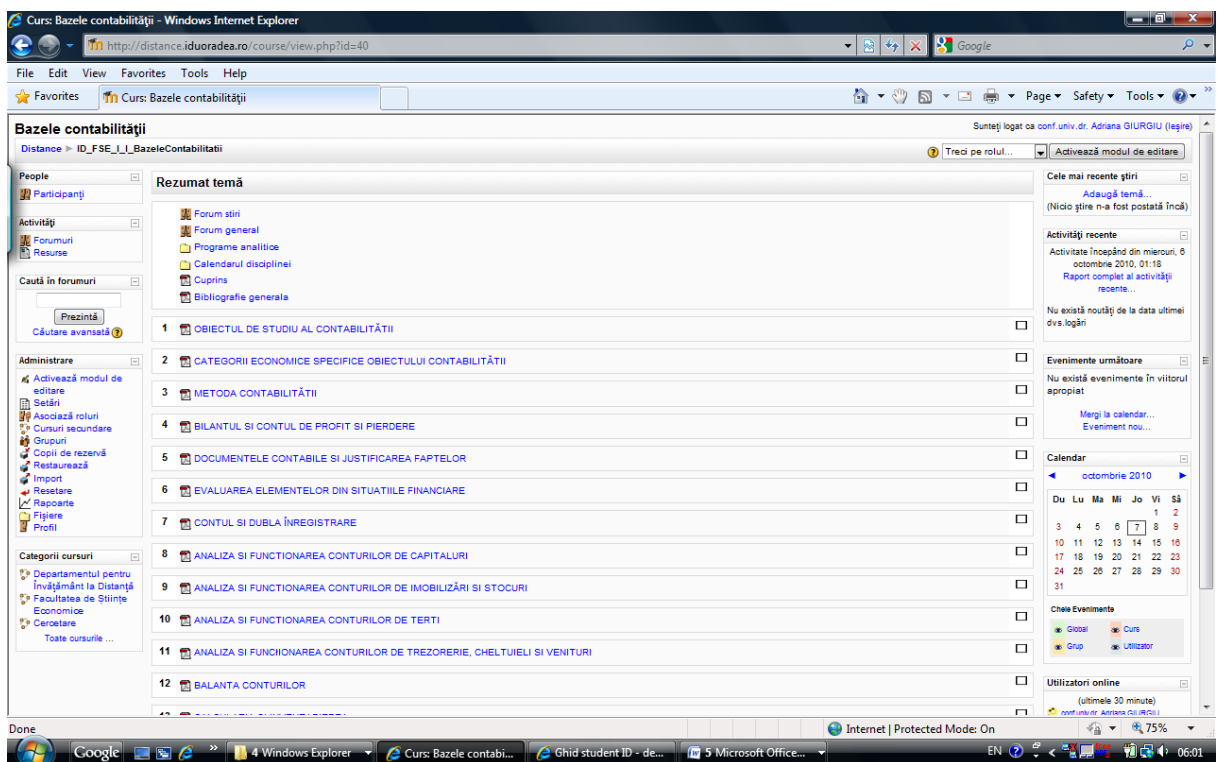 Curs: Bazele contabilităţii - Windows Internet Explorer
http://distance.iduoradea.ro/course/view.php?id=40
Google
File Edit View Favorites Tools Help
Favorites
Curs: Bazele contabilităţii
Page Safety Tools
Bazele contabilităţii
Sunteţi logat ca conf.univ.dr. Adriana GIURGIU (Ieşire)
Distance ► ID_FSE_I_I_BazeleContabilitatii
Treci pe rolul...
Activează modul de editare
People
Participanţi
Activităţi
Forumuri
Resurse
Caută în forumuri
Prezintă
Căutare avansată
Administrare
Activează modul de
editare
Setări
Asociază roluri
Cursuri secundare
Grupuri
Copii de rezervă
Restaurează
Import
Resetare
Rapoarte
Fişiere
Profil
Categorii cursuri
Departamentul pentru
Învăţământ la Distanţă
Facultatea de Ştiinţe
Economice
Cercetare
Toate cursurile ...
Rezumat temă
Forum stiri
Forum general
Programe analitice
Calendarul disciplinei
Cuprins
Bibliografie generala
1 OBIECTUL DE STUDIU AL CONTABILITĂTII
2 CATEGORII ECONOMICE SPECIFICE OBIECTULUI CONTABILITĂTII
3 METODA CONTABILITĂTII
4 BILANTUL SI CONTUL DE PROFIT SI PIERDERE
5 DOCUMENTELE CONTABILE SI JUSTIFICAREA FAPTELOR
6 EVALUAREA ELEMENTELOR DIN SITUATIILE FINANCIARE
7 CONTUL SI DUBLA ÎNREGISTRARE
8 ANALIZA SI FUNCTIONAREA CONTURILOR DE CAPITALURI
9 ANALIZA SI FUNCTIONAREA CONTURILOR DE IMOBILIZĂRI SI STOCURI
10 ANALIZA SI FUNCTIONAREA CONTURILOR DE TERTI
11 ANALIZA SI FUNCIIONAREA CONTURILOR DE TREZORERIE, CHELTUIELI SI VENITURI
12 BALANTA CONTURILOR
Cele mai recente ştiri
Adaugă temă...
(Nicio ştire n-a fost postată încă)
Activităţi recente
Activitate începând din miercuri, 6
octombrie 2010, 01:18
Raport complet al activităţii
recente...
Nu există noutăţi de la data ultimei
dvs.logări
Evenimente următoare
Nu există evenimente în viitorul
apropiat
Mergi la calendar...
Eveniment nou...
Calendar
◄ octombrie 2010 ►
Du Lu Ma Mi Jo Vi Sâ
1 2
3 4 5 6 7 8 9
10 11 12 13 14 15 16
17 18 19 20 21 22 23
24 25 26 27 28 29 30
31
Cheie Evenimente
Global Curs
Grup Utilizator
Utilizatori online
(ultimele 30 minute)
conf.univ.dr. Adriana GIURGIU
Done
Internet | Protected Mode: On
75%
Google
4 Windows Explorer
Curs: Bazele contabi...
Ghid student ID - de...
5 Microsoft Office...
EN
06:01